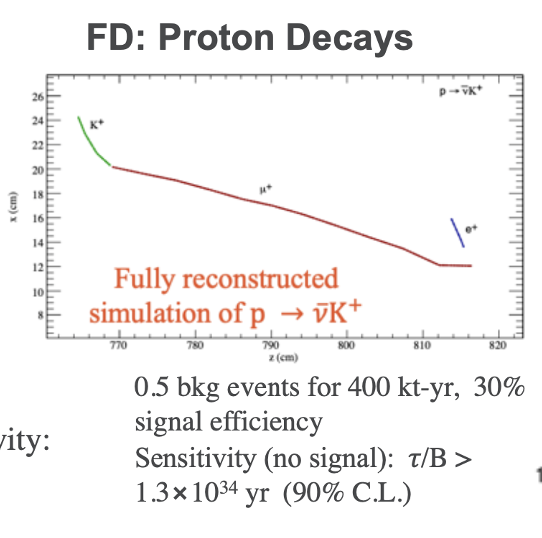 FD: Proton Decays
p → ν̄K⁺
26
24
22
20
18
16
14
12
10
8
x (cm)
K⁺
μ⁺
e⁺
Fully reconstructed
simulation of p → ν̄K⁺
770 780 790 800 810 820
z (cm)
0.5 bkg events for 400 kt-yr, 30%
signal efficiency
vity:
Sensitivity (no signal): τ/B >
1.3×10³⁴ yr (90% C.L.)